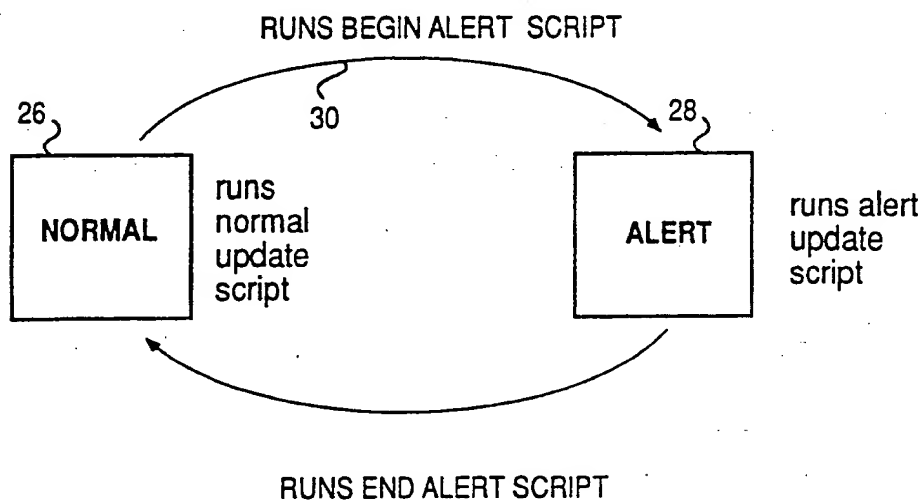 RUNS BEGIN ALERT SCRIPT
30
26
28
NORMAL
runs
normal
update
script
ALERT
runs alert
update
script
RUNS END ALERT SCRIPT